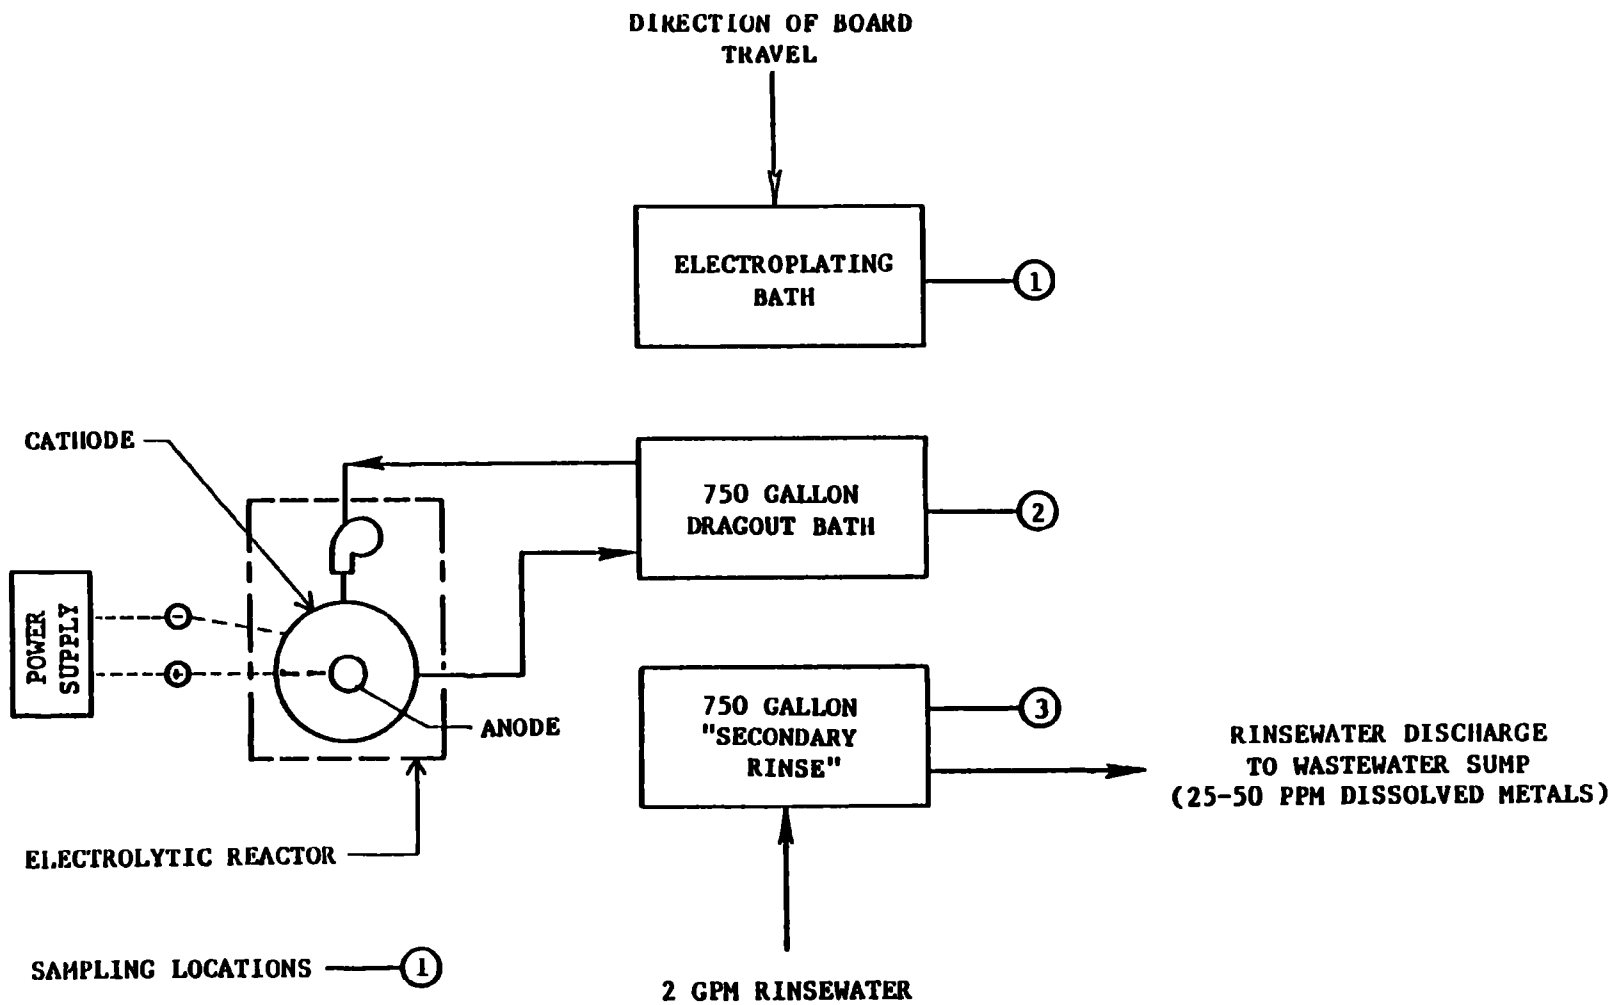 DIRECTION OF BOARD
TRAVEL
ELECTROPLATING
BATH
1
CATHODE
750 GALLON
DRAGOUT BATH
2
POWER
SUPPLY
-
+
ANODE
750 GALLON
"SECONDARY
RINSE"
3
RINSEWATER DISCHARGE
TO WASTEWATER SUMP
(25-50 PPM DISSOLVED METALS)
ELECTROLYTIC REACTOR
SAMPLING LOCATIONS
1
2 GPM RINSEWATER